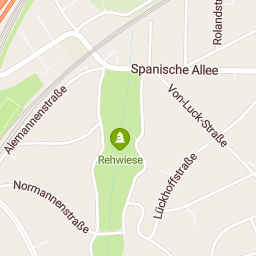 Rolandst
Spanische Allee
Alemannenstraße
Von-Luck-Straße
Rehwiese
Lückhoffstraße
Normannenstraße